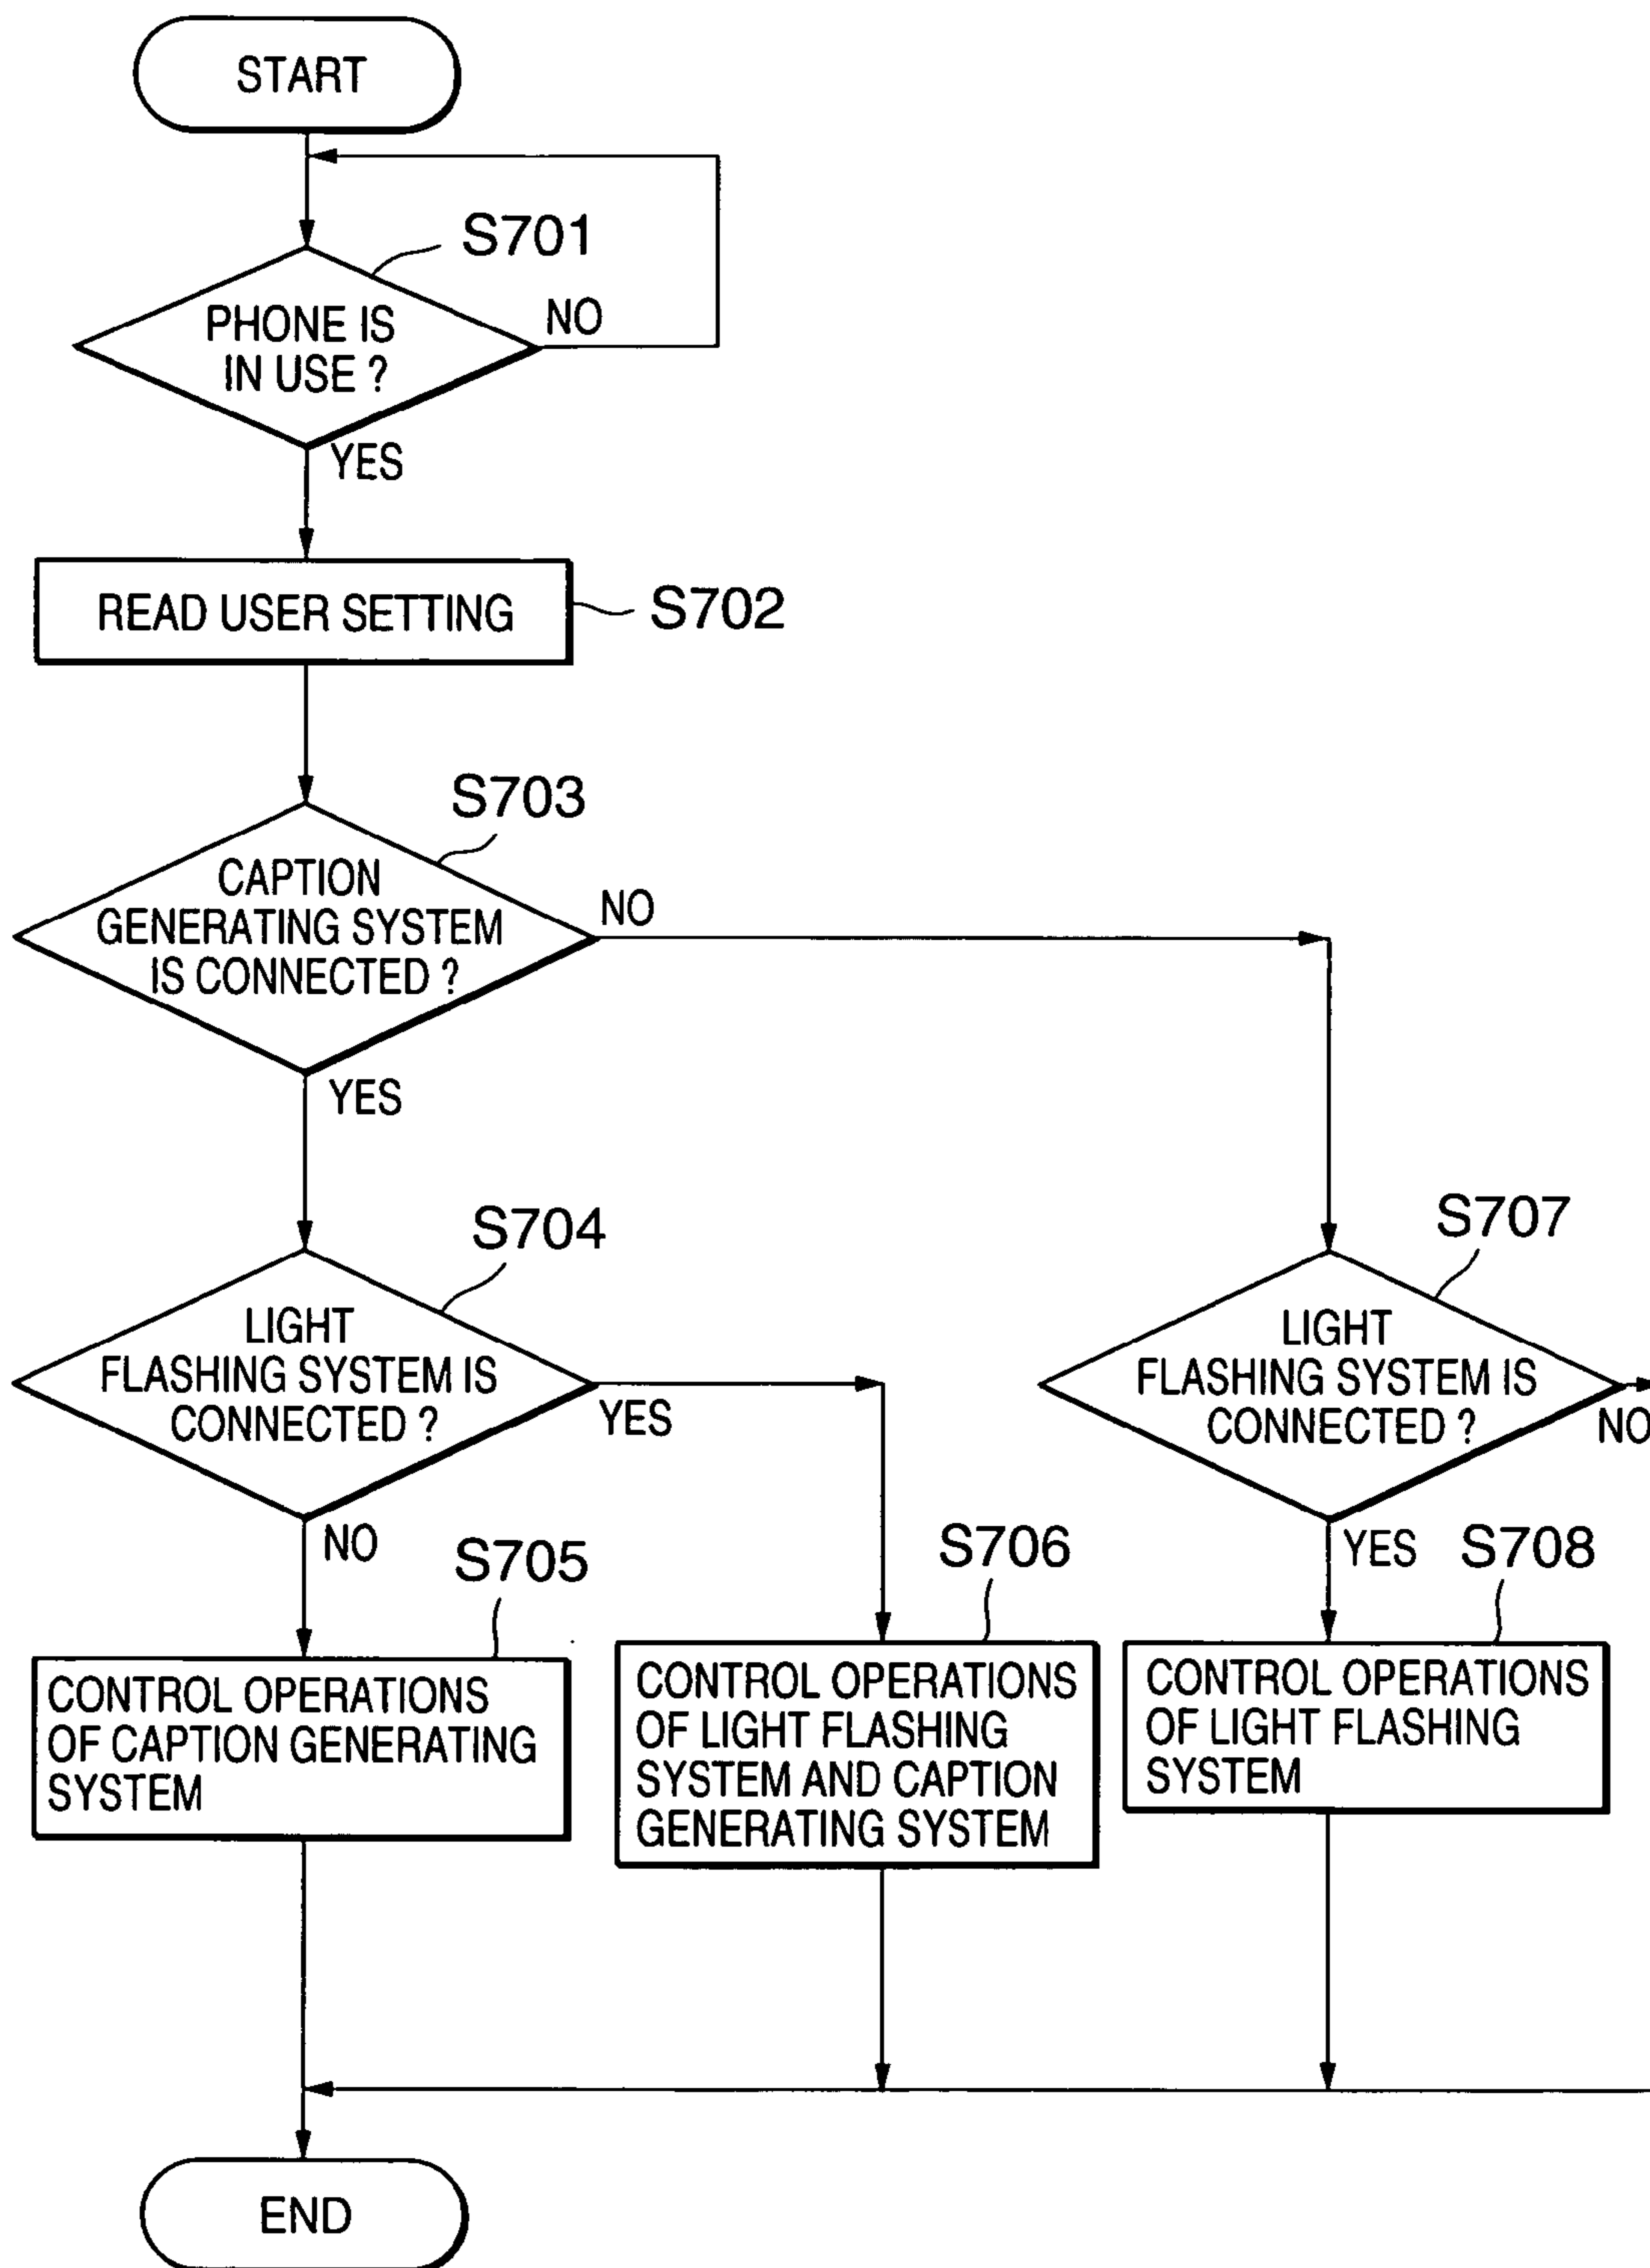 START
S701
PHONE IS
IN USE ?
NO
YES
READ USER SETTING
S702
S703
CAPTION
GENERATING SYSTEM
IS CONNECTED ?
NO
YES
S704
LIGHT
FLASHING SYSTEM IS
CONNECTED ?
YES
NO
S707
LIGHT
FLASHING SYSTEM IS
CONNECTED ?
NO
YES
S705
CONTROL OPERATIONS
OF CAPTION GENERATING
SYSTEM
S706
CONTROL OPERATIONS
OF LIGHT FLASHING
SYSTEM AND CAPTION
GENERATING SYSTEM
S708
CONTROL OPERATIONS
OF LIGHT FLASHING
SYSTEM
END